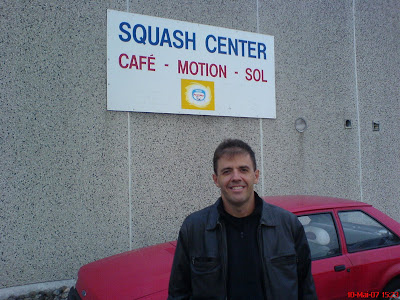 SQUASH CENTER
CAFÉ - MOTION - SOL